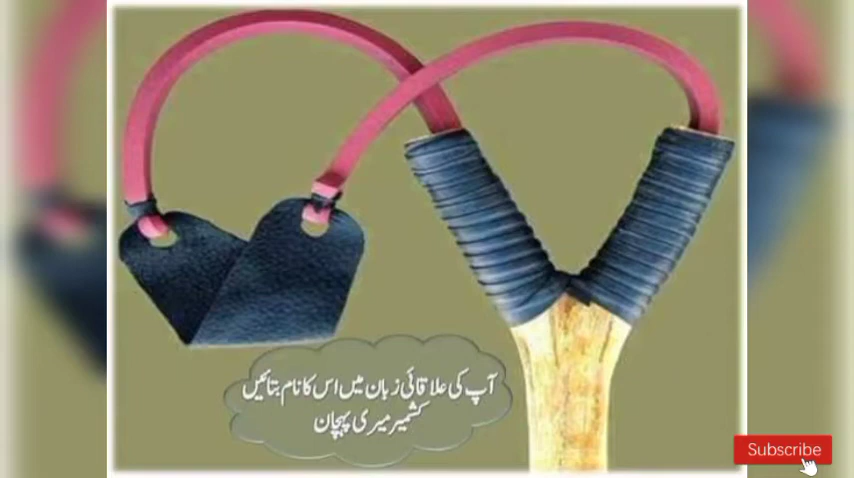 آپ کی علاقائی زبان میں اس کا نام بتائیں
کشمیر میری پہچان
Subscribe